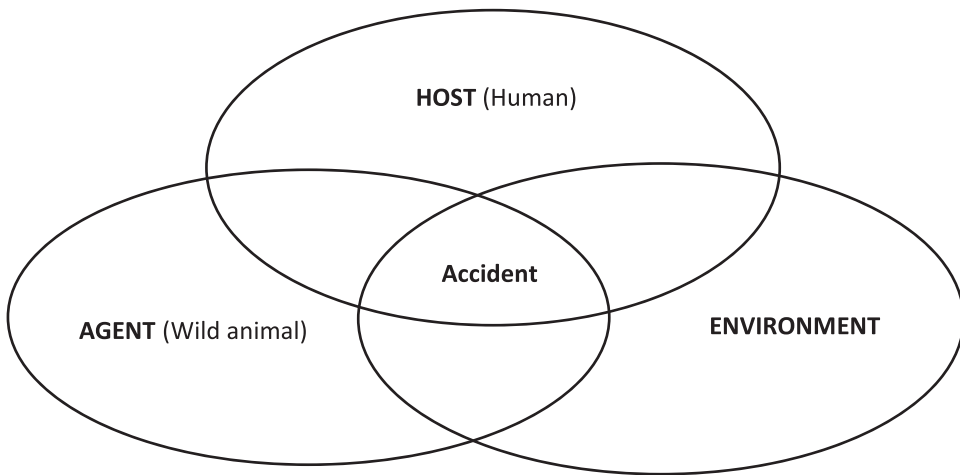 HOST (Human)
Accident
AGENT (Wild animal)
ENVIRONMENT